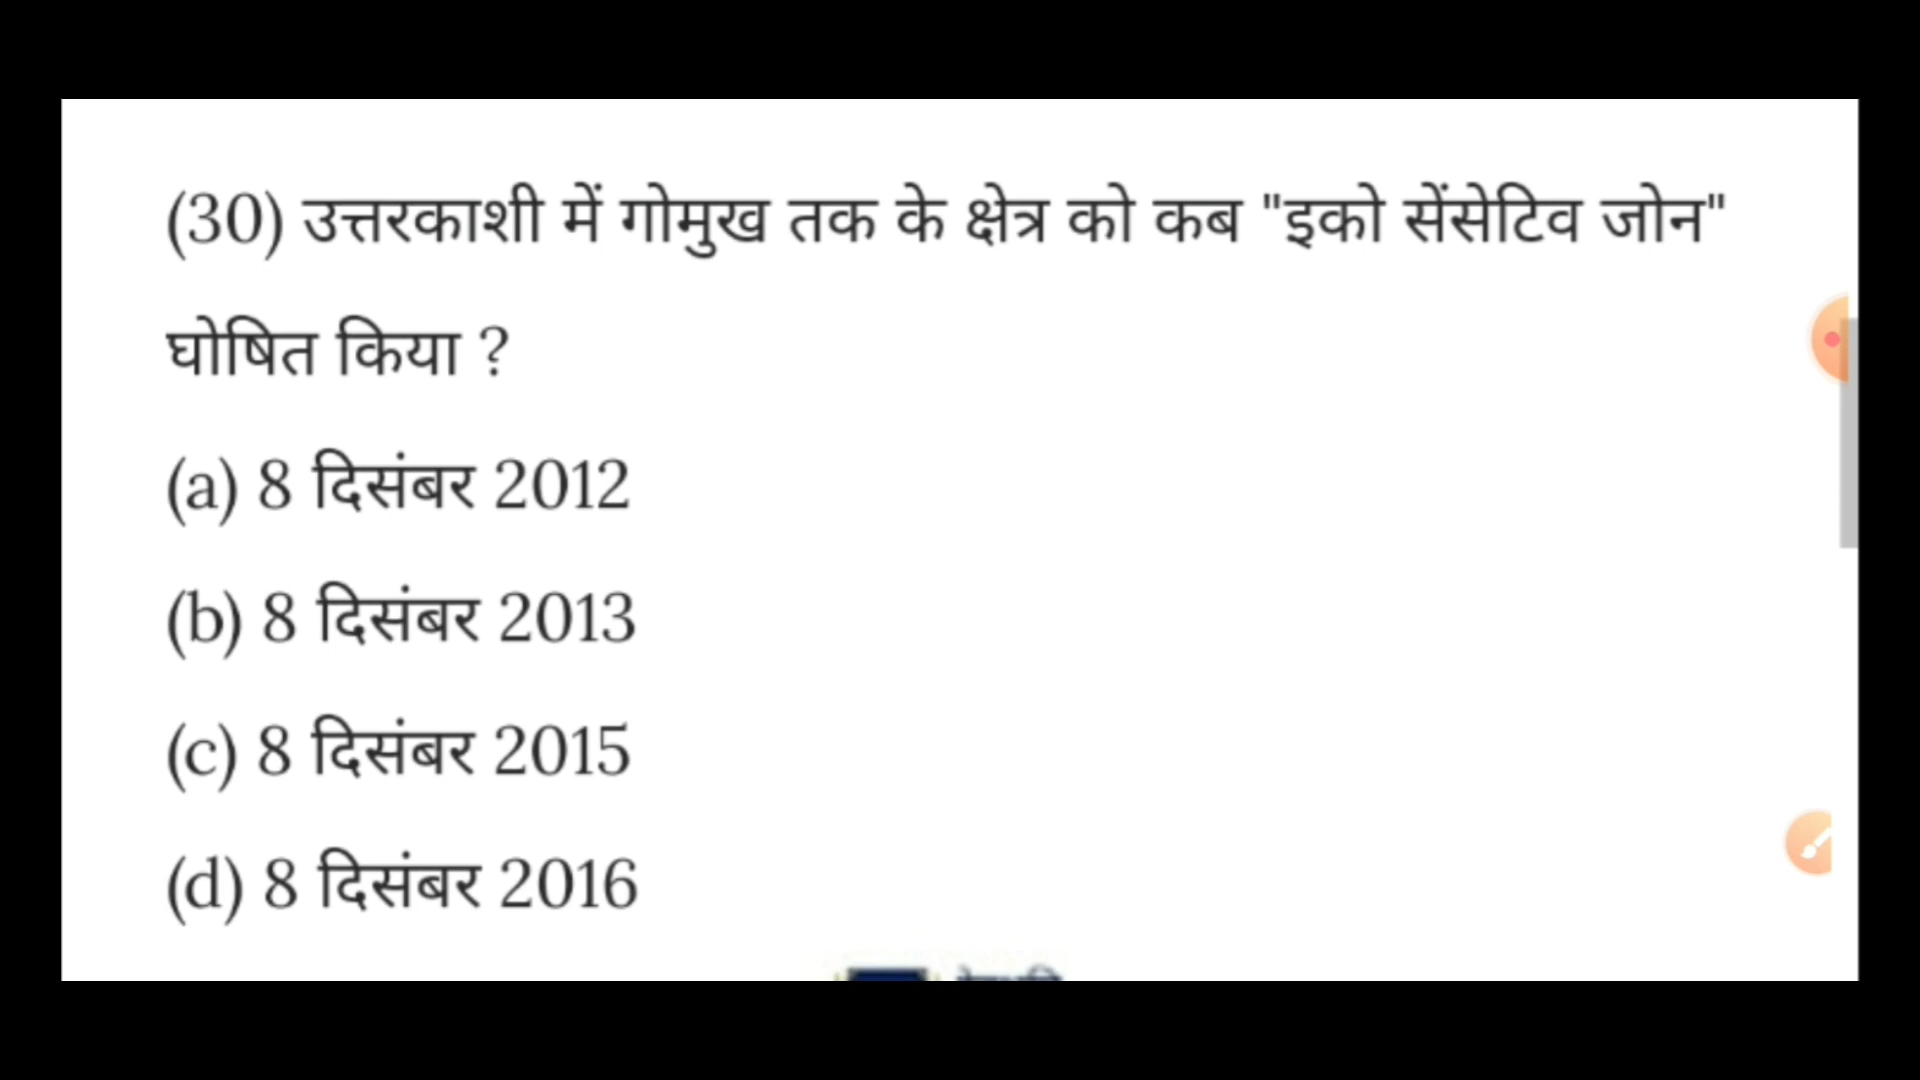 (30) उत्तरकाशी में गोमुख तक के क्षेत्र को कब "इको सेंसेटिव जोन"
घोषित किया ?
(a) 8 दिसंबर 2012
(b) 8 दिसंबर 2013
(c) 8 दिसंबर 2015
(d) 8 दिसंबर 2016